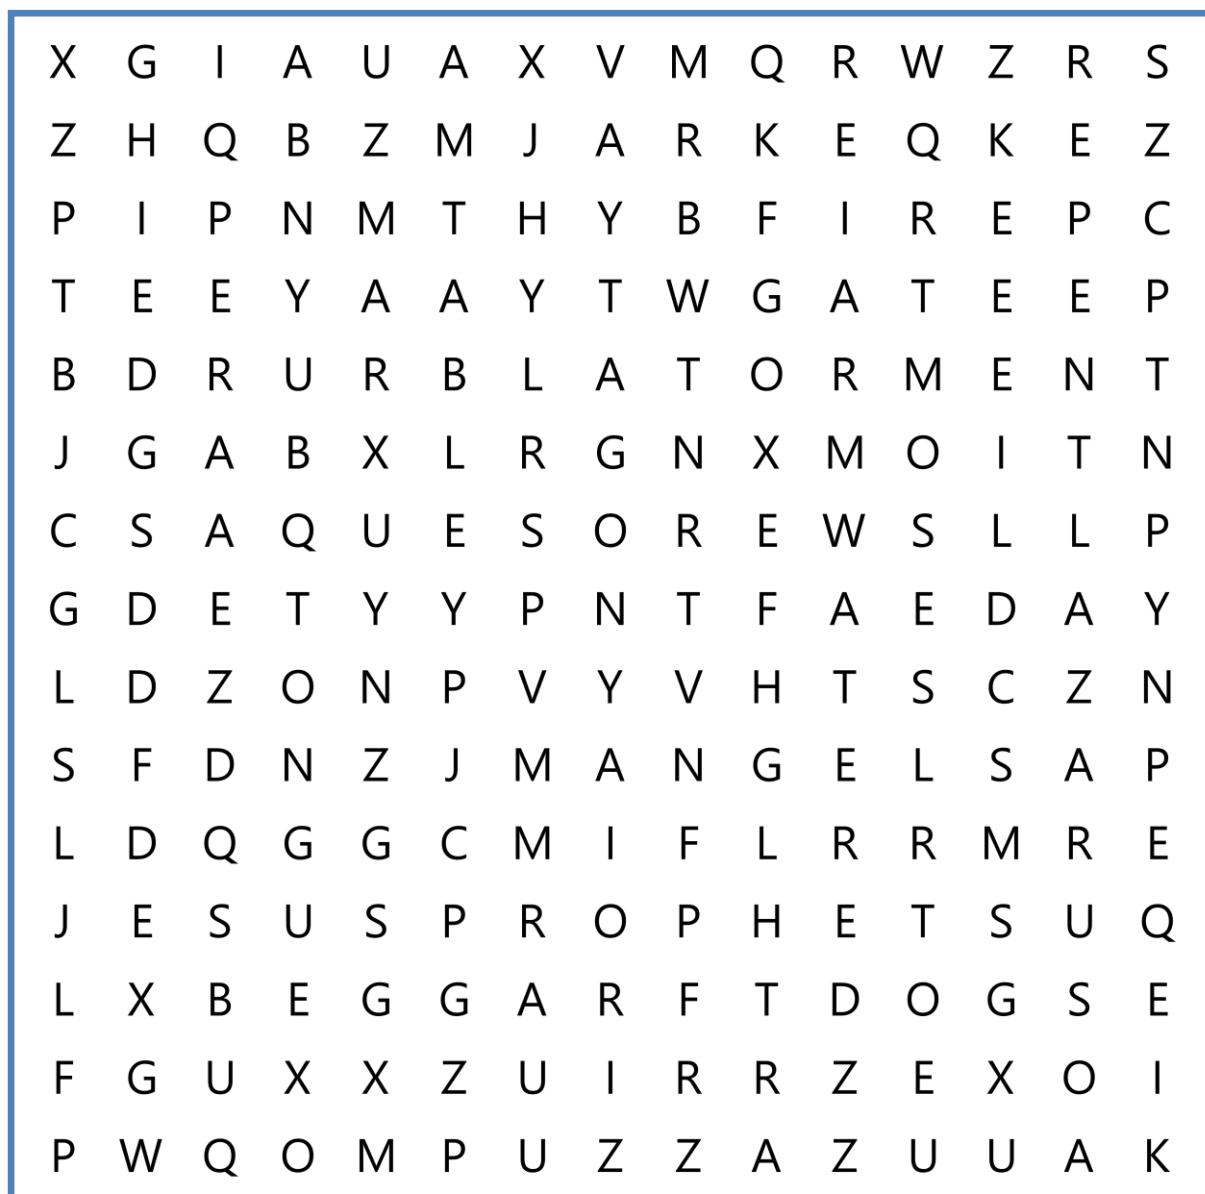 X G I A U A X V M Q R W Z R S
Z H Q B Z M J A R K E Q K E Z
P I P N M T H Y B F I R E P C
T E E Y A A Y T W G A T E E P
B D R U R B L A T O R M E N T
J G A B X L R G N X M O I T N
C S A Q U E S O R E W S L L P
G D E T Y Y P N T F A E D A Y
L D Z O N P V Y V H T S C Z N
S F D N Z J M A N G E L S A P
L D Q G G C M I F L R R M R E
J E S U S P R O P H E T S U Q
L X B E G G A R F T D O G S E
F G U X X Z U I R R Z E X O I
P W Q O M P U Z Z A Z U U A K